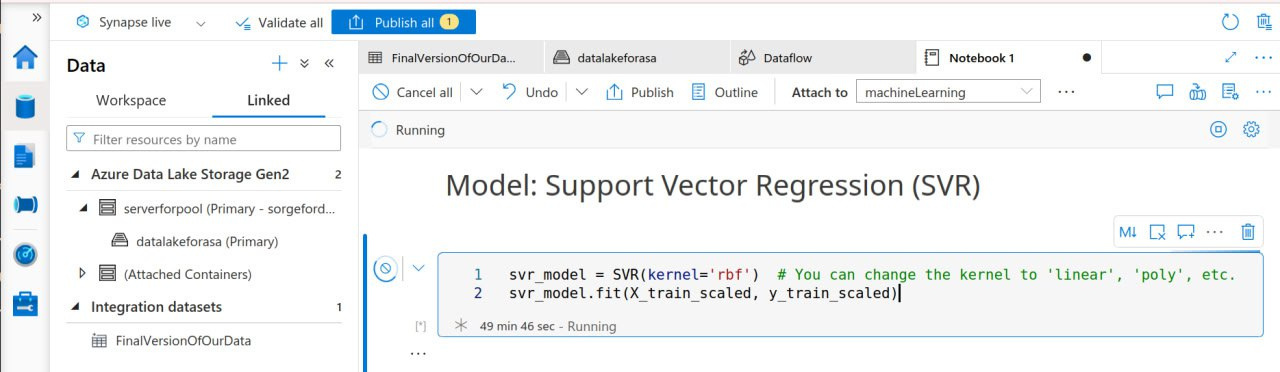 Synapse live
Validate all
Publish all 1
Data
Workspace
Linked
Filter resources by name
Azure Data Lake Storage Gen2 2
serverforpool (Primary - sorgeford...
datalakeforasa (Primary)
(Attached Containers)
Integration datasets 1
FinalVersionOfOurData
FinalVersionOfOurDa...
datalakeforasa
Dataflow
Notebook 1
Cancel all
Undo
Publish
Outline
Attach to
machineLearning
Running
Model: Support Vector Regression (SVR)
M↓
1 svr_model = SVR(kernel='rbf')  # You can change the kernel to 'linear', 'poly', etc.
2 svr_model.fit(X_train_scaled, y_train_scaled)
[*]
49 min 46 sec - Running